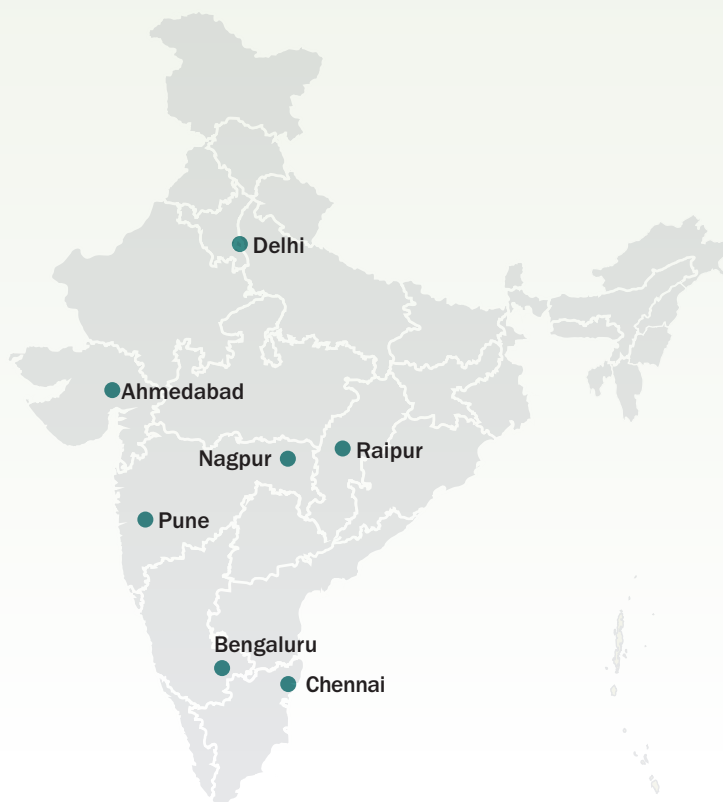 Delhi
Ahmedabad
Nagpur
Raipur
Pune
Bengaluru
Chennai